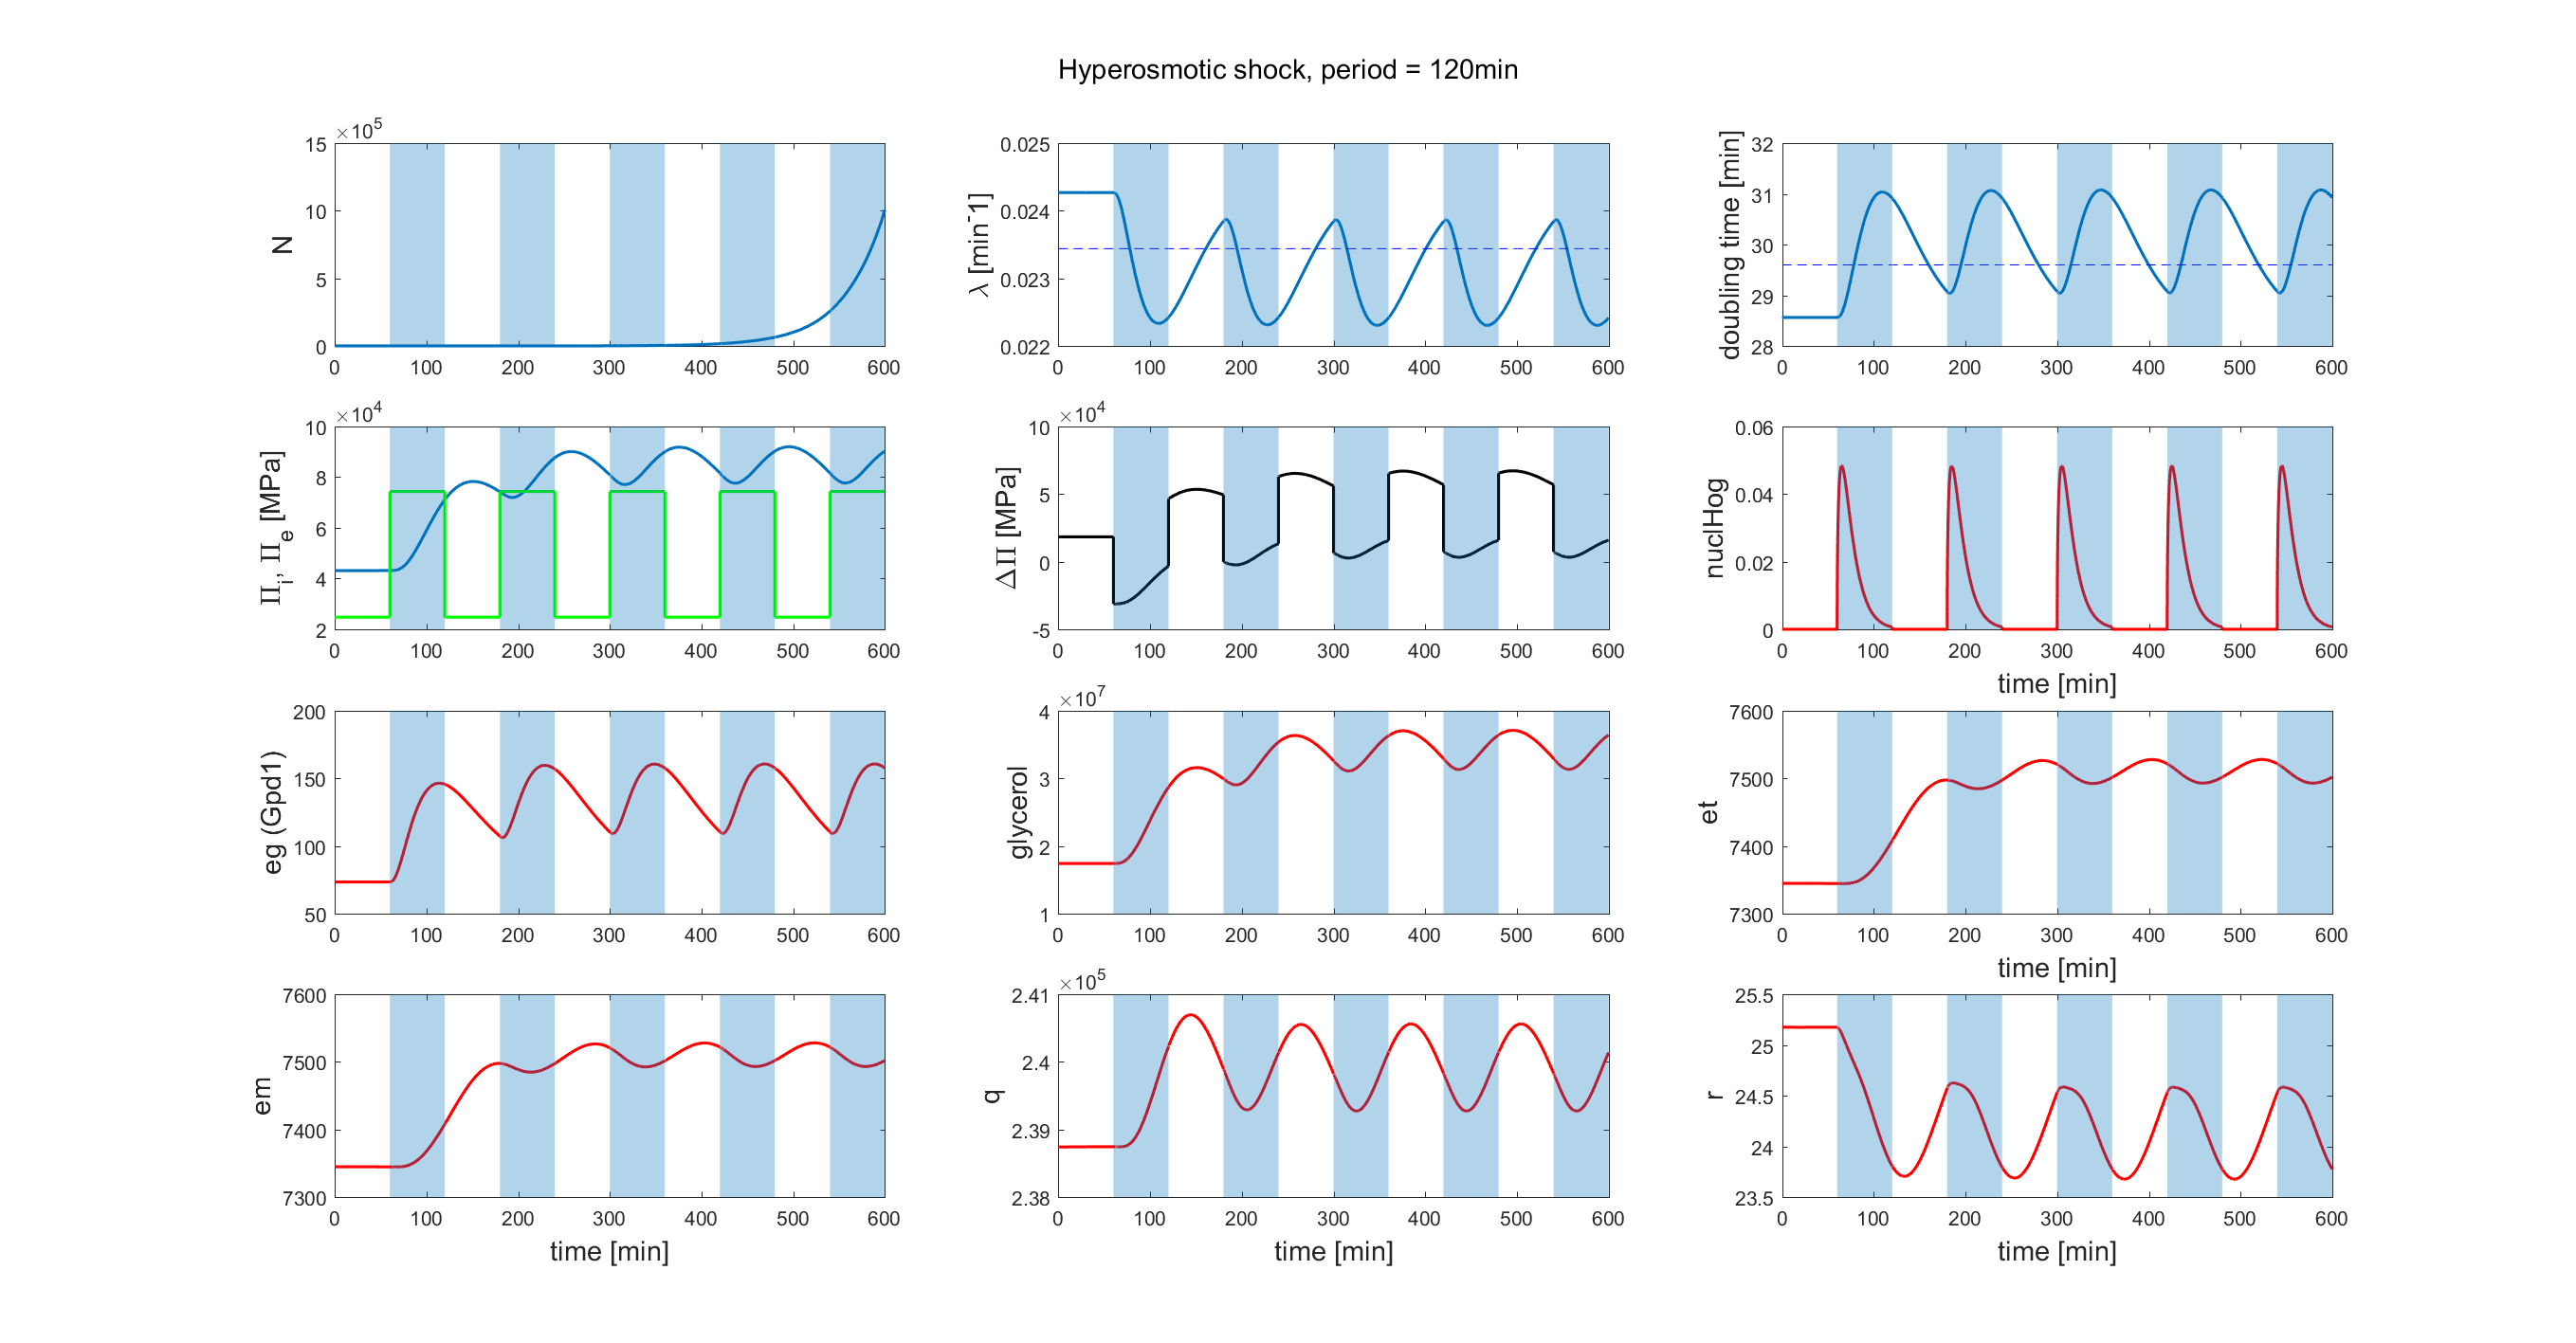 Hyperosmotic shock, period = 120min
×10^5
15
10
5
0
N
0 100 200 300 400 500 600
0.025
0.024
0.023
0.022
λ [min^-1]
0 100 200 300 400 500 600
32
31
30
29
28
doubling time [min]
0 100 200 300 400 500 600
×10^4
10
8
6
4
2
Π_i, Π_e [MPa]
0 100 200 300 400 500 600
×10^4
10
5
0
-5
ΔΠ [MPa]
0 100 200 300 400 500 600
0.06
0.04
0.02
0
nuclHog
0 100 200 300 400 500 600
time [min]
200
150
100
50
eg (Gpd1)
0 100 200 300 400 500 600
×10^7
4
3
2
1
glycerol
0 100 200 300 400 500 600
7600
7500
7400
7300
et
0 100 200 300 400 500 600
time [min]
7600
7500
7400
7300
em
0 100 200 300 400 500 600
time [min]
×10^5
2.41
2.4
2.39
2.38
q
0 100 200 300 400 500 600
time [min]
25.5
25
24.5
24
23.5
r
0 100 200 300 400 500 600
time [min]